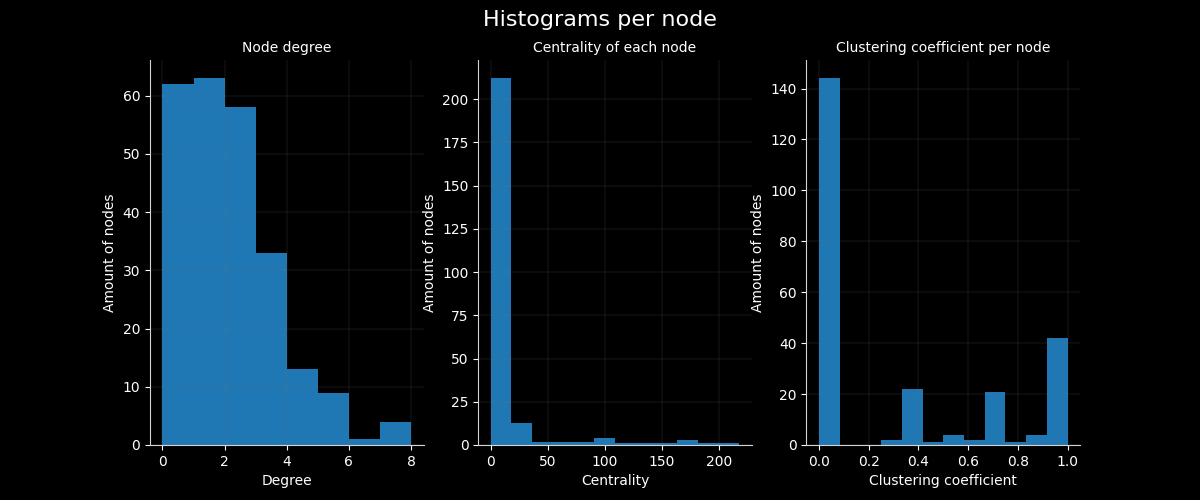 Histograms per node
Node degree
Amount of nodes
60
50
40
30
20
10
0
0 2 4 6 8
Degree
Centrality of each node
Amount of nodes
200
175
150
125
100
75
50
25
0
0 50 100 150 200
Centrality
Clustering coefficient per node
Amount of nodes
140
120
100
80
60
40
20
0
0.0 0.2 0.4 0.6 0.8 1.0
Clustering coefficient